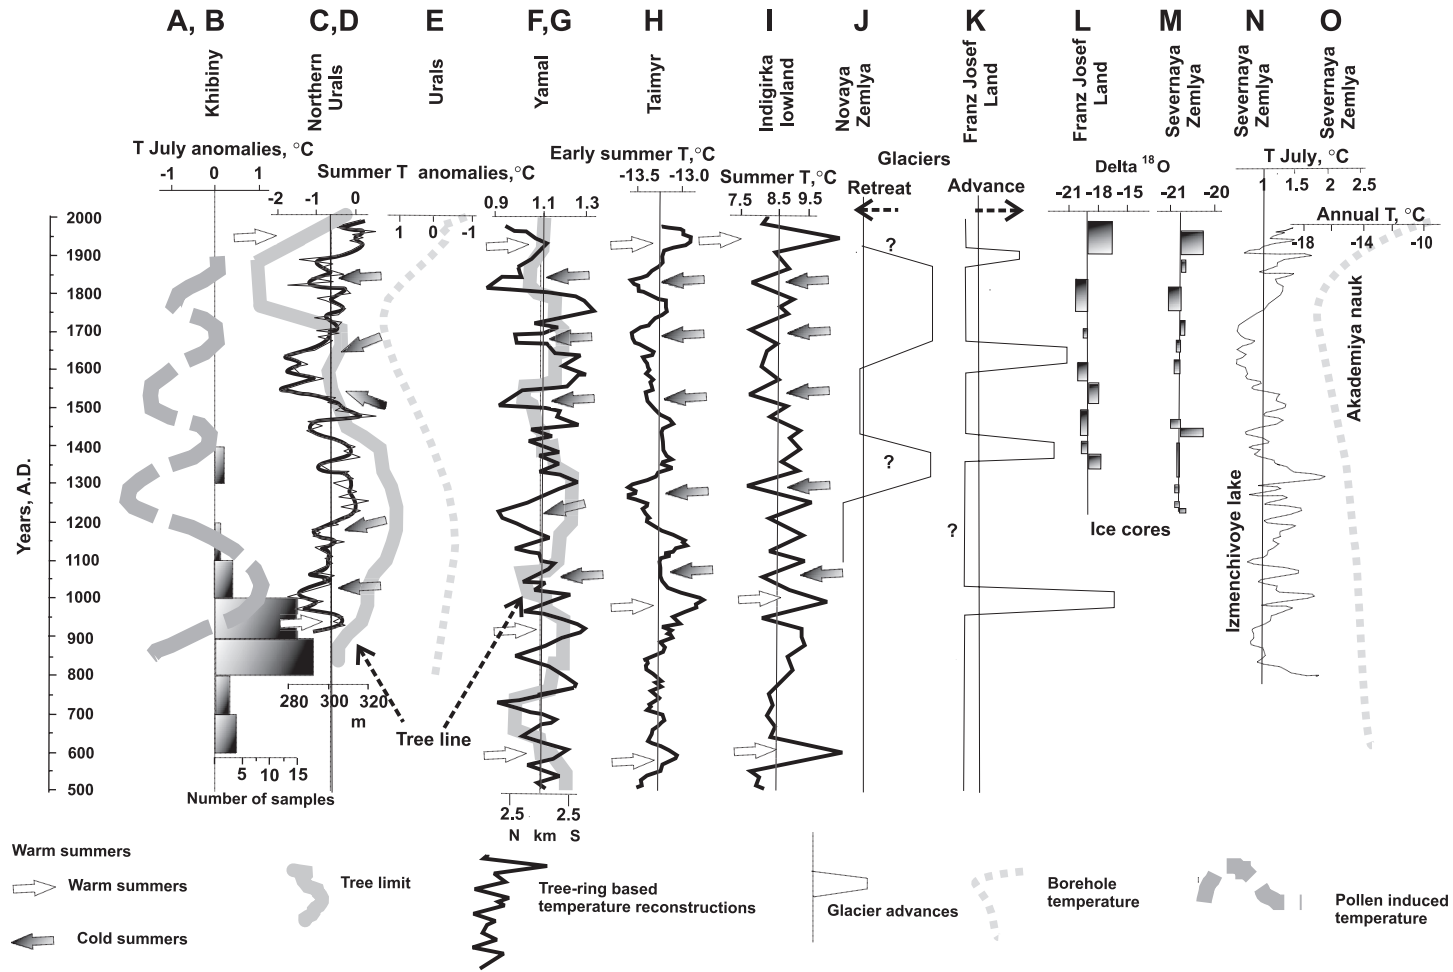 A, B C,D E F,G H I J K L M N O
Khibiny
Northern
Urals
Urals
Yamal
Taimyr
Indigirka
lowland
Novaya
Zemlya
Franz Josef
Land
Franz Josef
Land
Severnaya
Zemlya
Severnaya
Zemlya
Severnaya
Zemlya
T July anomalies, °C
-1 0 1
Summer T anomalies,°C
-2 -1 0
1 0 -1
0.9 1.1 1.3
Early summer T,°C
-13.5 -13.0
Summer T,°C
7.5 8.5 9.5
Glaciers
Retreat
Advance
Delta 18O
-21 -18 -15
-21 -20
T July, °C
1 1.5 2 2.5
Annual T, °C
-18 -14 -10
Years, A.D.
2000
1900
1800
1700
1600
1500
1400
1300
1200
1100
1000
900
800
700
600
500
?
?
?
Ice cores
Izmenchivoye lake
Akademiya nauk
280 300 320
m
Tree line
5 10 15
Number of samples
2.5 2.5
N km S
Warm summers
Warm summers
Cold summers
Tree limit
Tree-ring based
temperature reconstructions
Glacier advances
Borehole
temperature
Pollen induced
temperature